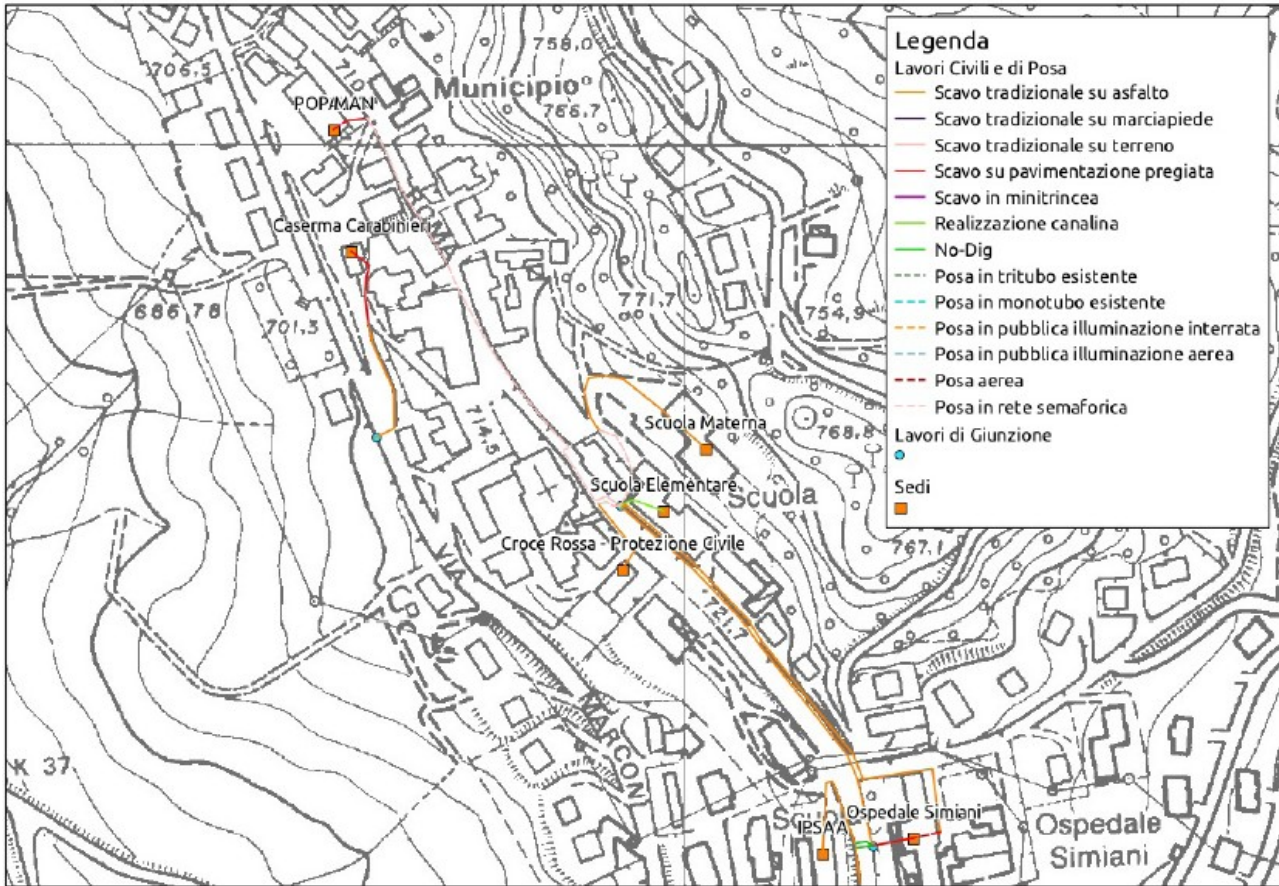 706,5
710
758,0
Municipio
766,7
POP/MAN
ROMA
Caserma Carabinieri
686,78
701,3
771,7
754,9
714,5
Scuola Materna
768,8
Scuola Elementare
Scuola
Croce Rossa - Protezione Civile
767,1
721,7
VIA
MARCONI
K 37
Scuola
IPSAA
Ospedale Simiani
Ospedale
Simiani
Legenda
Lavori Civili e di Posa
Scavo tradizionale su asfalto
Scavo tradizionale su marciapiede
Scavo tradizionale su terreno
Scavo su pavimentazione pregiata
Scavo in minitrincea
Realizzazione canalina
No-Dig
Posa in tritubo esistente
Posa in monotubo esistente
Posa in pubblica illuminazione interrata
Posa in pubblica illuminazione aerea
Posa aerea
Posa in rete semaforica
Lavori di Giunzione
Sedi